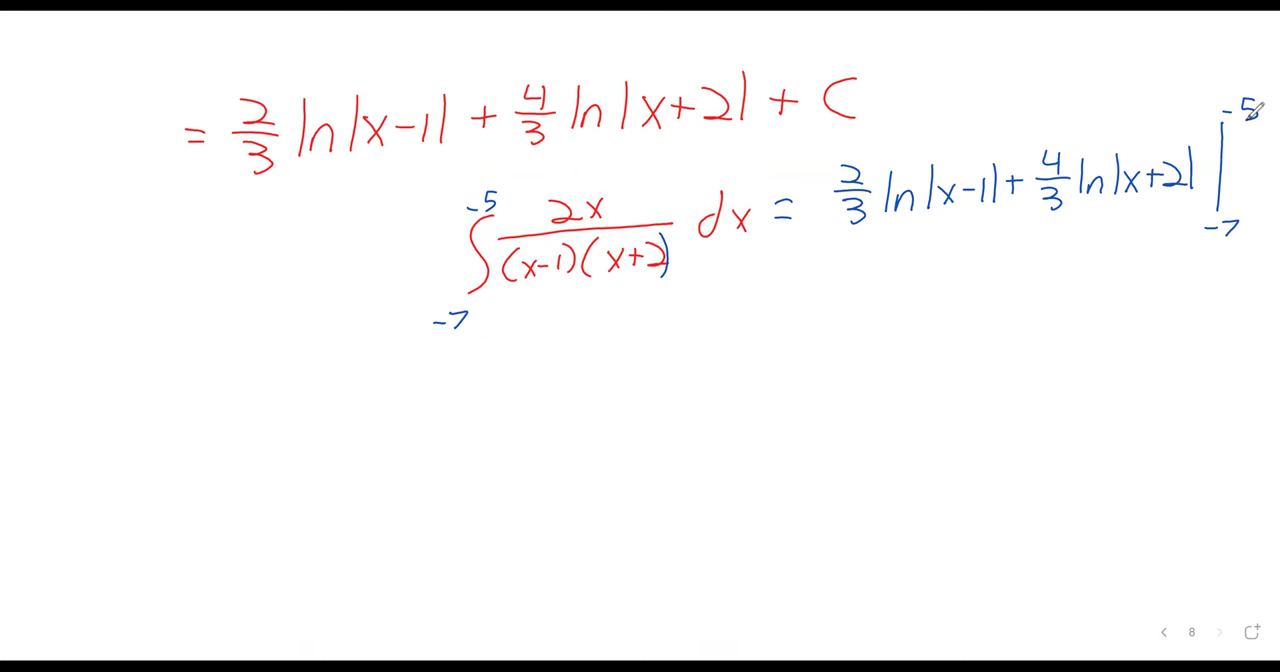 = 2/3 ln|x-1| + 4/3 ln|x+2| + C
∫_{-7}^{-5} 2x/((x-1)(x+2)) dx = 2/3 ln|x-1| + 4/3 ln|x+2| |_{-7}^{-5}
8